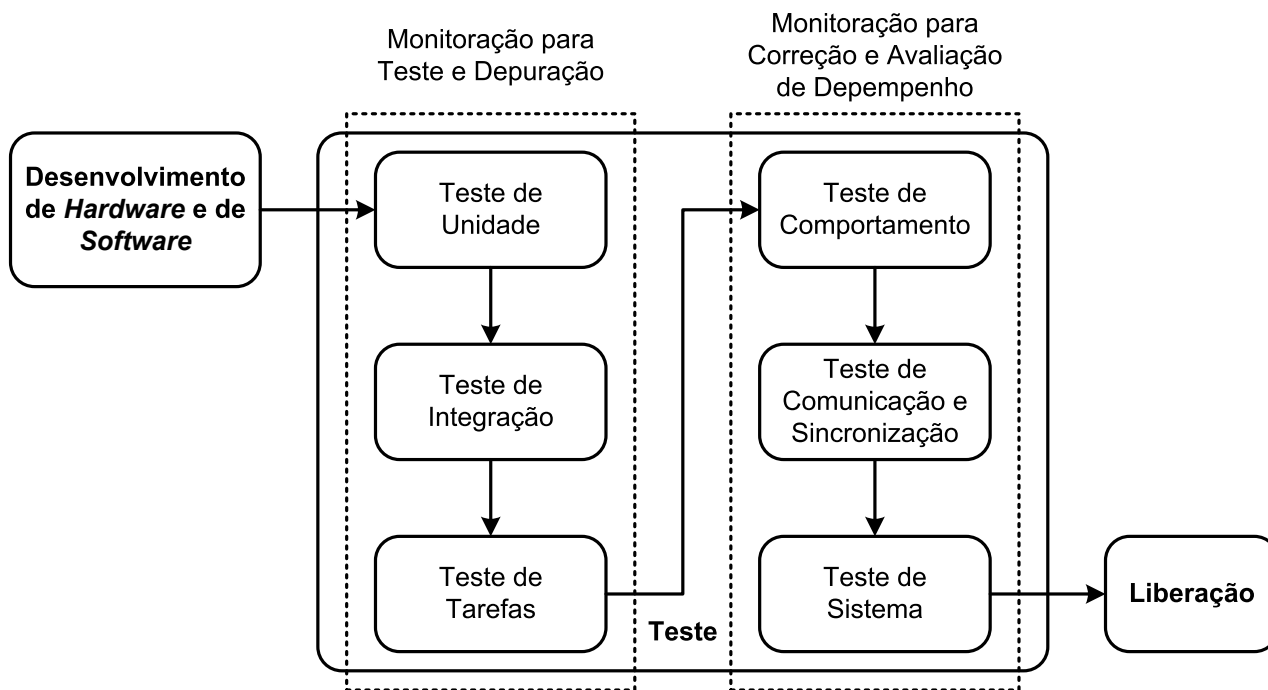 Monitoração para
Teste e Depuração
Monitoração para
Correção e Avaliação
de Depempenho
Desenvolvimento
de Hardware e de
Software
Teste de
Unidade
Teste de
Integração
Teste de
Tarefas
Teste de
Comportamento
Teste de
Comunicação e
Sincronização
Teste de
Sistema
Teste
Liberação